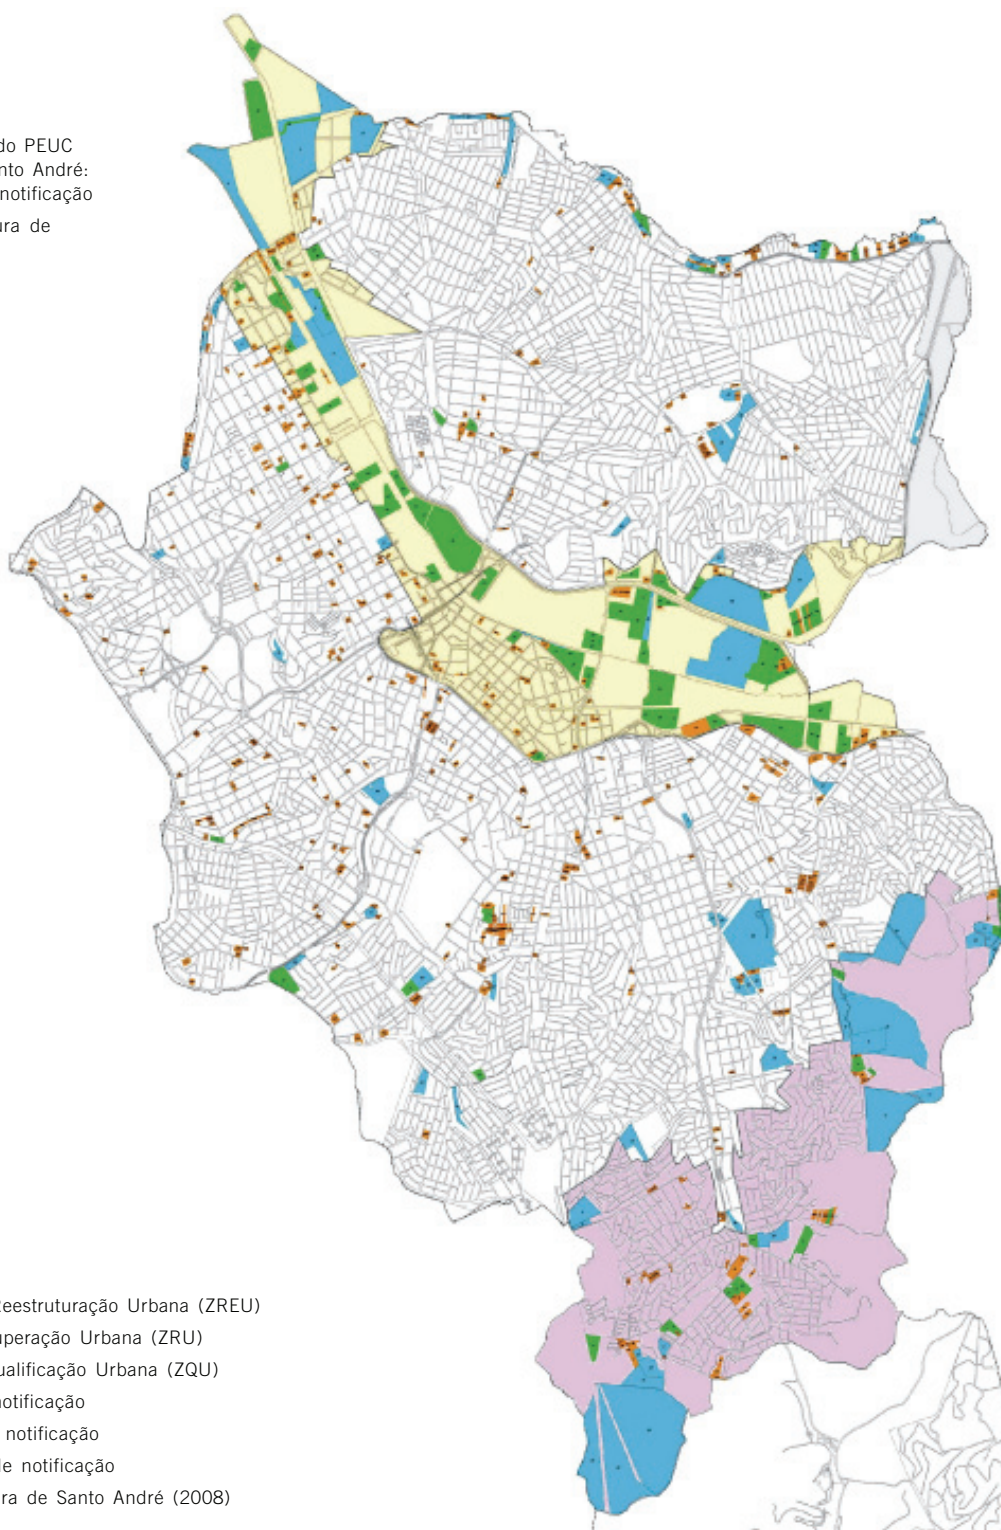 do PEUC
nto André:
notificação
ura de
Reestruturação Urbana (ZREU)
uperação Urbana (ZRU)
ualificação Urbana (ZQU)
notificação
notificação
de notificação
ra de Santo André (2008)